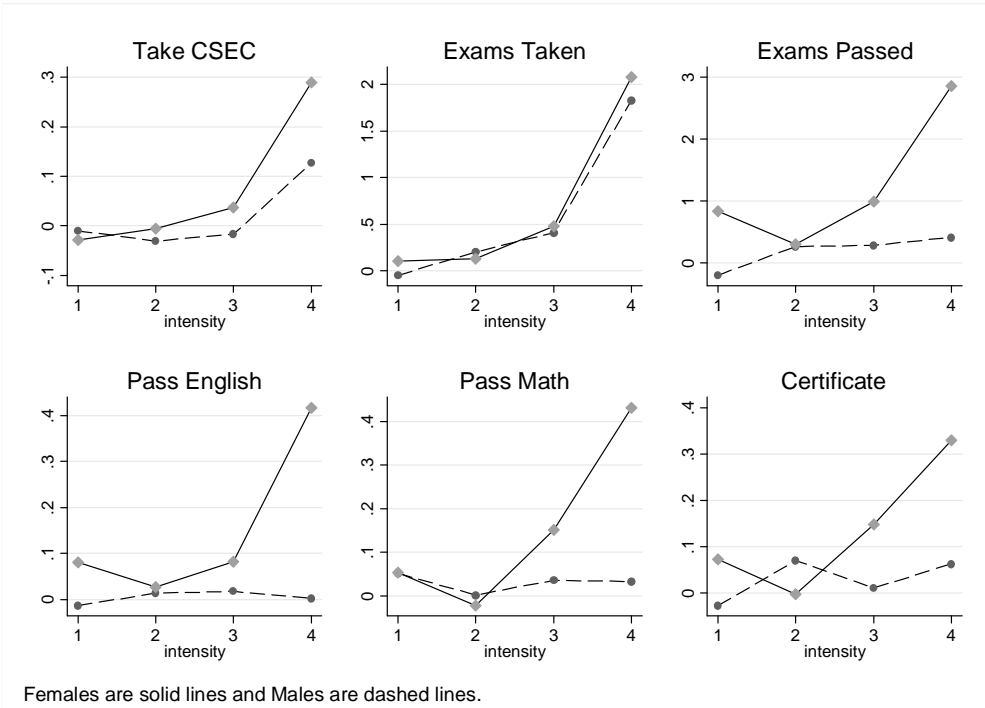 Take CSEC
.3
.2
.1
0
-.1
1 2 3 4
intensity
Exams Taken
2
1.5
1
.5
0
1 2 3 4
intensity
Exams Passed
3
2
1
0
1 2 3 4
intensity
Pass English
.4
.3
.2
.1
0
1 2 3 4
intensity
Pass Math
.4
.3
.2
.1
0
1 2 3 4
intensity
Certificate
.4
.3
.2
.1
0
1 2 3 4
intensity
Females are solid lines and Males are dashed lines.